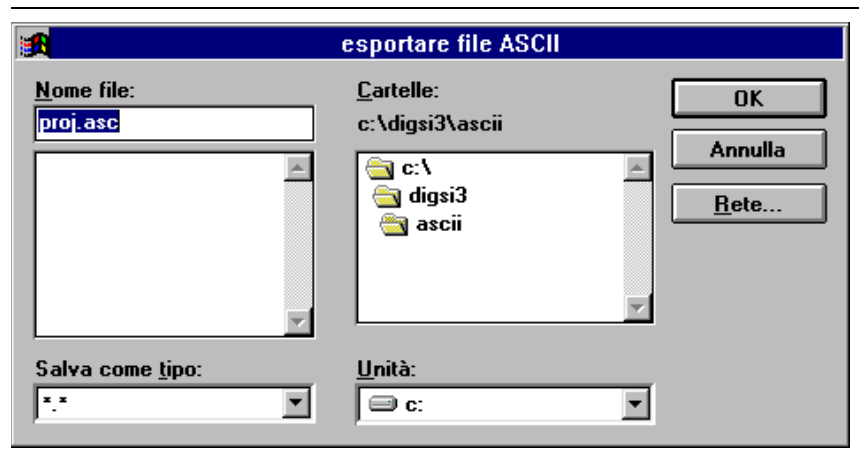 esportare file ASCII
Nome file:
proj.asc
Salva come tipo:
*.*
Cartelle:
c:\digsi3\ascii
c:\
digsi3
ascii
Unità:
c:
OK
Annulla
Rete...